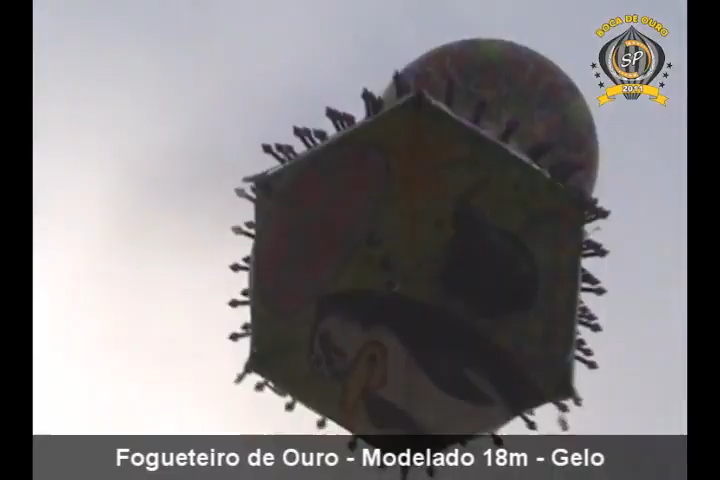 BOCA DE OURO
SP
2011
Fogueteiro de Ouro - Modelado 18m - Gelo